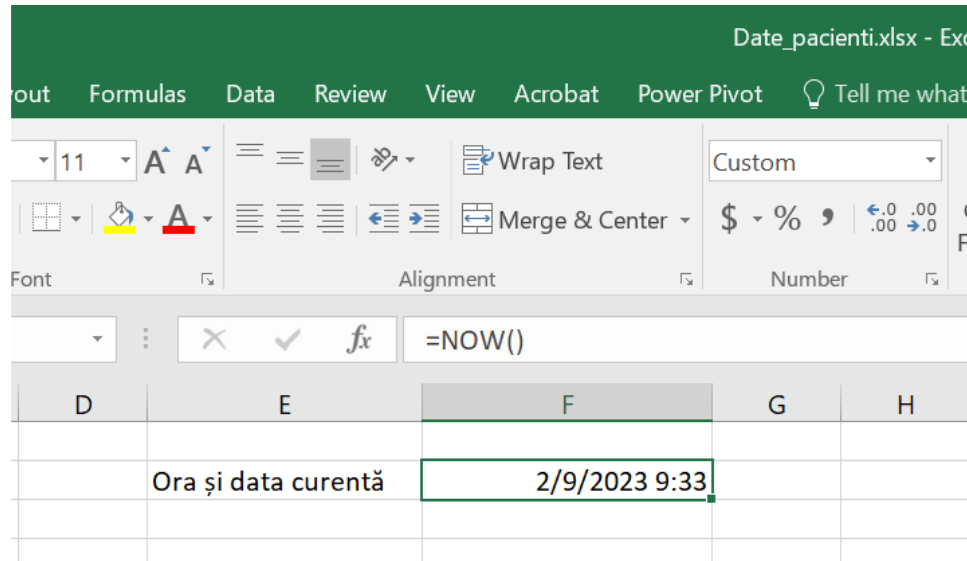 Date_pacienti.xlsx - Exc
yout Formulas Data Review View Acrobat Power Pivot Tell me what
11 A A Wrap Text Custom
A Merge & Center $ % , .0 .00 .00 .0
F
Font Alignment Number
fx =NOW()
D E F G H
Ora și data curentă 2/9/2023 9:33